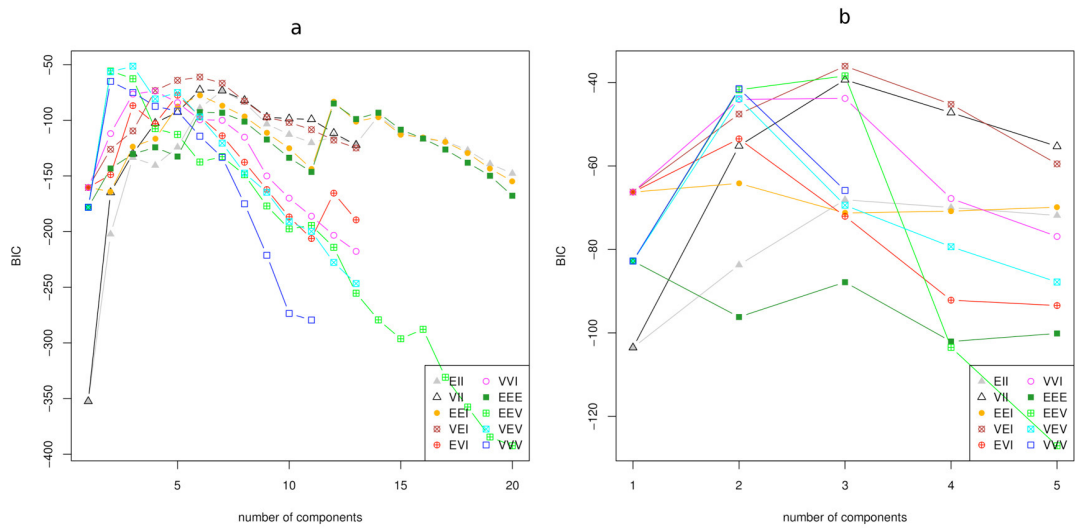 a
b
BIC
−50
−100
−150
−200
−250
−300
−350
−400
5
10
15
20
number of components
EII
VII
EEI
VEI
EVI
VVI
EEE
EEV
VEV
VVV
BIC
−40
−60
−80
−100
−120
1
2
3
4
5
number of components
EII
VII
EEI
VEI
EVI
VVI
EEE
EEV
VEV
VVV